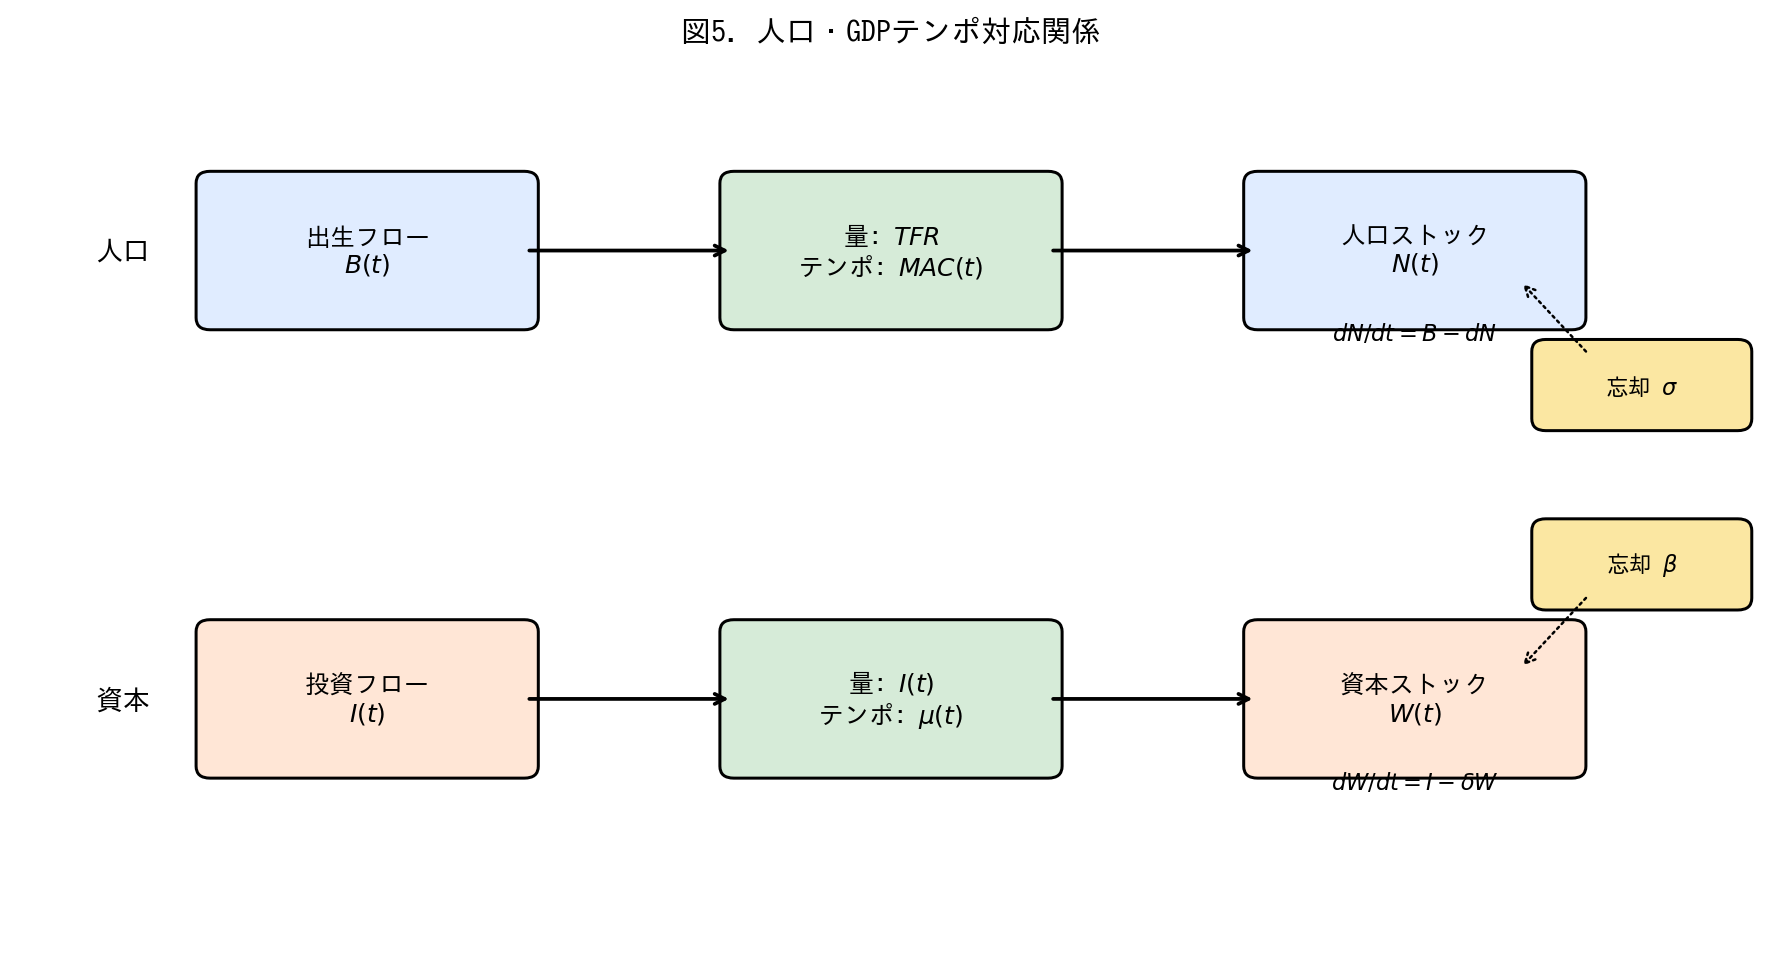 図5. 人口・GDPテンポ対応関係
人口
出生フロー
B(t)
量: TFR
テンポ: MAC(t)
人口ストック
N(t)
dN/dt = B − dN
忘却 σ
忘却 β
資本
投資フロー
I(t)
量: I(t)
テンポ: μ(t)
資本ストック
W(t)
dW/dt = I − δW